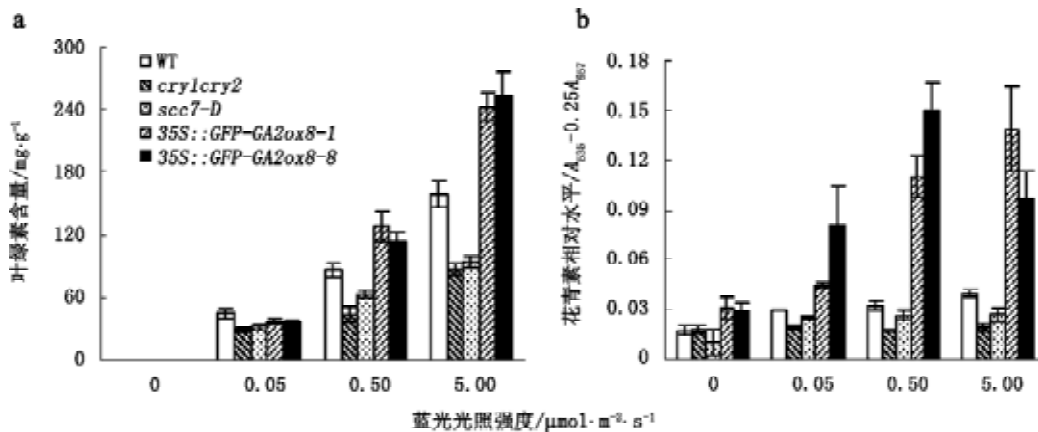 a
300
240
180
120
60
0
叶绿素含量/mg·g⁻¹
WT
cry1cry2
scc7-D
35S::GFP-GA2ox8-1
35S::GFP-GA2ox8-8
0 0.05 0.50 5.00
b
0.18
0.15
0.12
0.09
0.06
0.03
0
花青素相对水平/A₅₃₅-0.25A₆₅₇
0 0.05 0.50 5.00
蓝光光照强度/μmol·m⁻²·s⁻¹